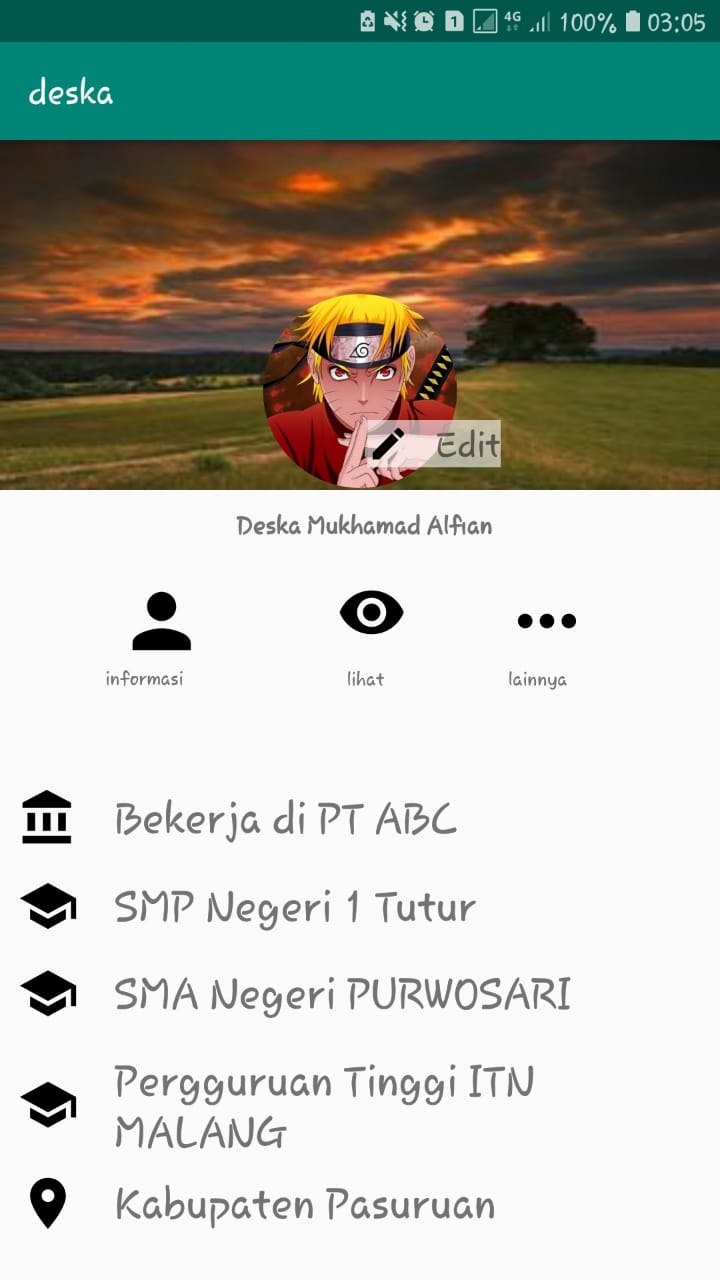 4G 100% 03:05
deska
Edit
Deska Mukhamad Alfian
informasi lihat lainnya
Bekerja di PT ABC
SMP Negeri 1 Tutur
SMA Negeri PURWOSARI
Pergguruan Tinggi ITN
MALANG
Kabupaten Pasuruan